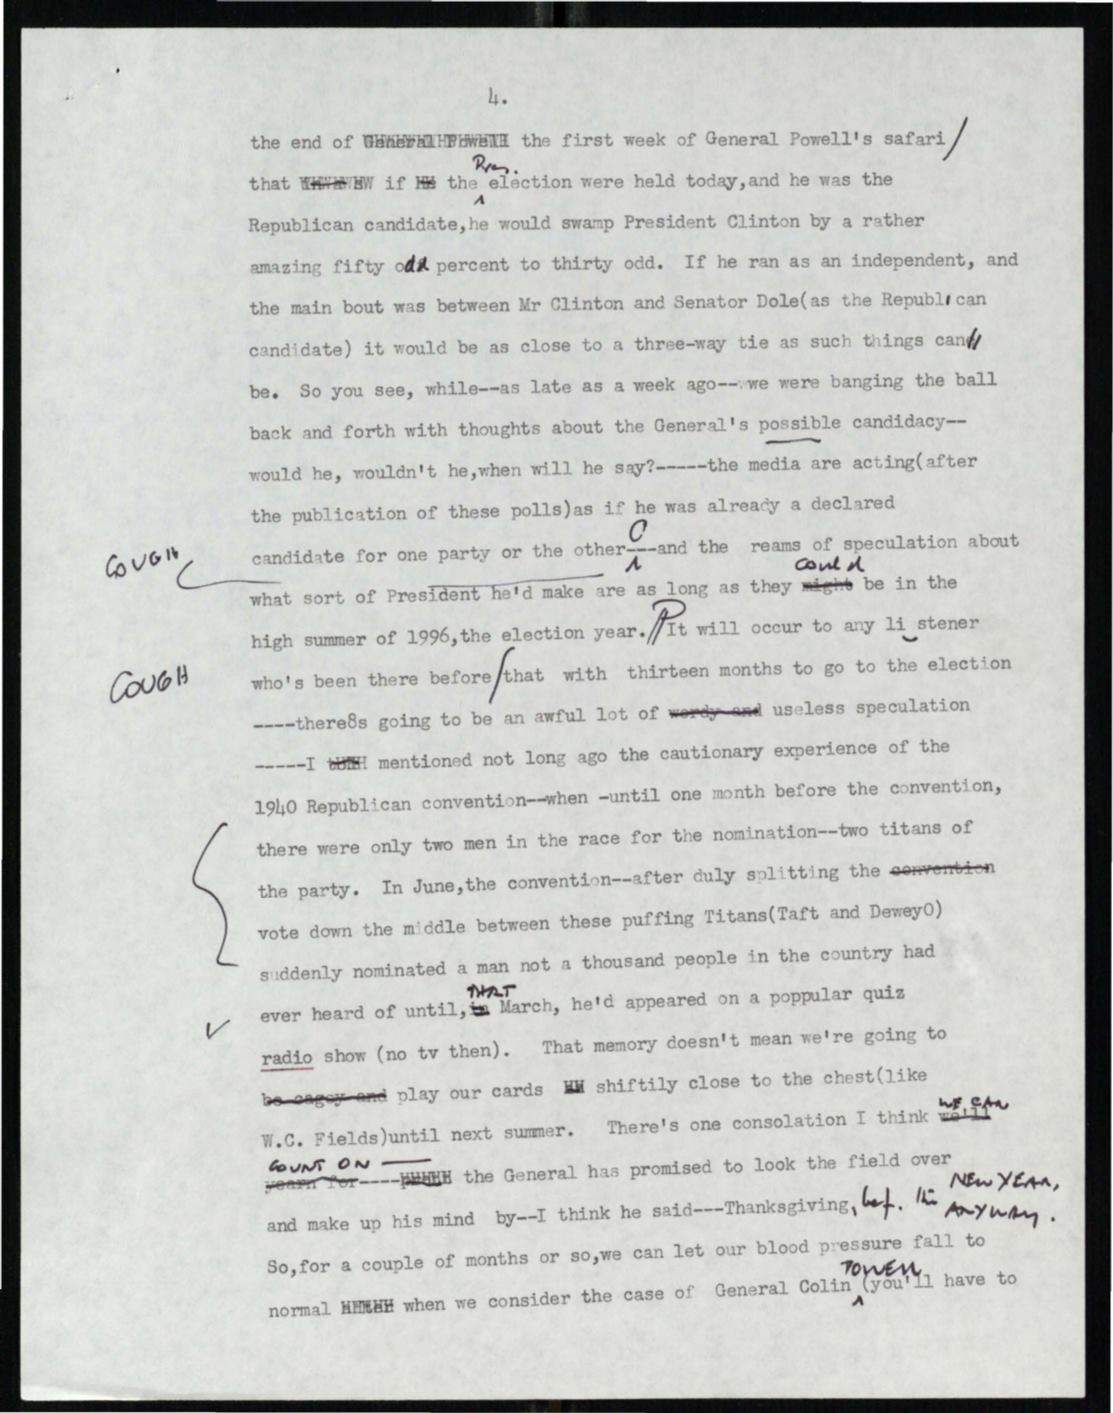 4.
the end of the first week of General Powell's safari/
that if the Pres. election were held today,and he was the
Republican candidate,he would swamp President Clinton by a rather
amazing fifty odd percent to thirty odd. If he ran as an independent, and
the main bout was between Mr Clinton and Senator Dole(as the Republican
candidate) it would be as close to a three-way tie as such things can
be. So you see, while--as late as a week ago--we were banging the ball
back and forth with thoughts about the General's possible candidacy--
would he, wouldn't he,when will he say?-----the media are acting(after
the publication of these polls)as if he was already a declared
COUGH candidate for one party or the other---and the reams of speculation about
what sort of President he'd make are as long as they might could be in the
high summer of 1996,the election year. It will occur to any li stener
COUGH who's been there before/that with thirteen months to go to the election
----there8s going to be an awful lot of wordy and useless speculation
-----I mentioned not long ago the cautionary experience of the
1940 Republican convention--when -until one month before the convention,
there were only two men in the race for the nomination--two titans of
the party. In June,the convention--after duly splitting the convention
vote down the middle between these puffing Titans(Taft and Dewey0)
suddenly nominated a man not a thousand people in the country had
ever heard of until,in THAT March, he'd appeared on a poppular quiz
radio show (no tv then). That memory doesn't mean we're going to
be cagey and play our cards shiftily close to the chest(like
W.C. Fields)until next summer. There's one consolation I think we'll WE CAN
COUNT ON —
yearn for---- the General has promised to look the field over
and make up his mind by--I think he said---Thanksgiving, bef. the NEW YEAR, ANYWAY.
So,for a couple of months or so,we can let our blood pressure fall to
normal when we consider the case of General Colin POWELL (you'll have to